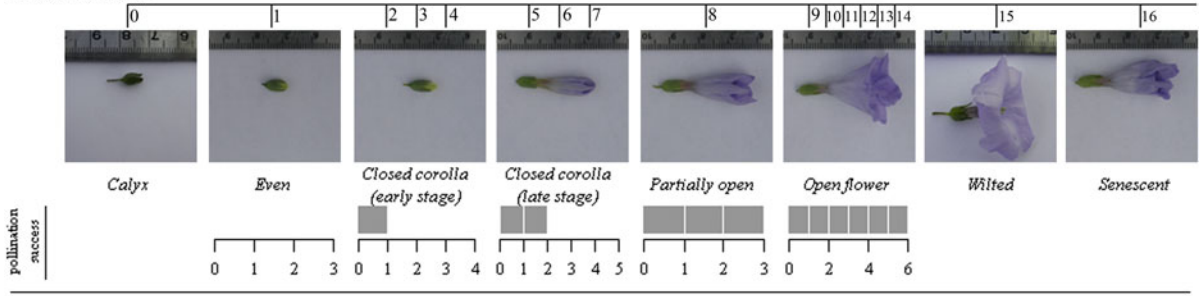 0 1 2 3 4 5 6 7 8 9 10 11 12 13 14 15 16
Calyx
Even
Closed corolla
(early stage)
Closed corolla
(late stage)
Partially open
Open flower
Wilted
Senescent
pollination
success
0 1 2 3
0 1 2 3 4
0 1 2 3 4 5
0 1 2 3
0 2 4 6